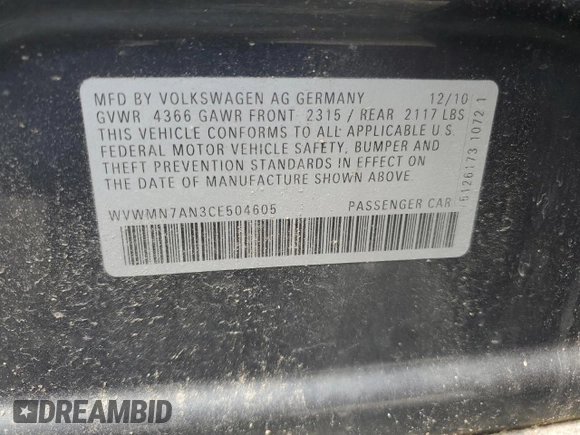 MFD BY VOLKSWAGEN AG GERMANY 12/10
GVWR 4366 GAWR FRONT 2315 / REAR 2117 LBS
THIS VEHICLE CONFORMS TO ALL APPLICABLE U.S.
FEDERAL MOTOR VEHICLE SAFETY, BUMPER AND
THEFT PREVENTION STANDARDS IN EFFECT ON
THE DATE OF MANUFACTURE SHOWN ABOVE.
WVWMN7AN3CE504605 PASSENGER CAR
6126173 1072 1
DREAMBID